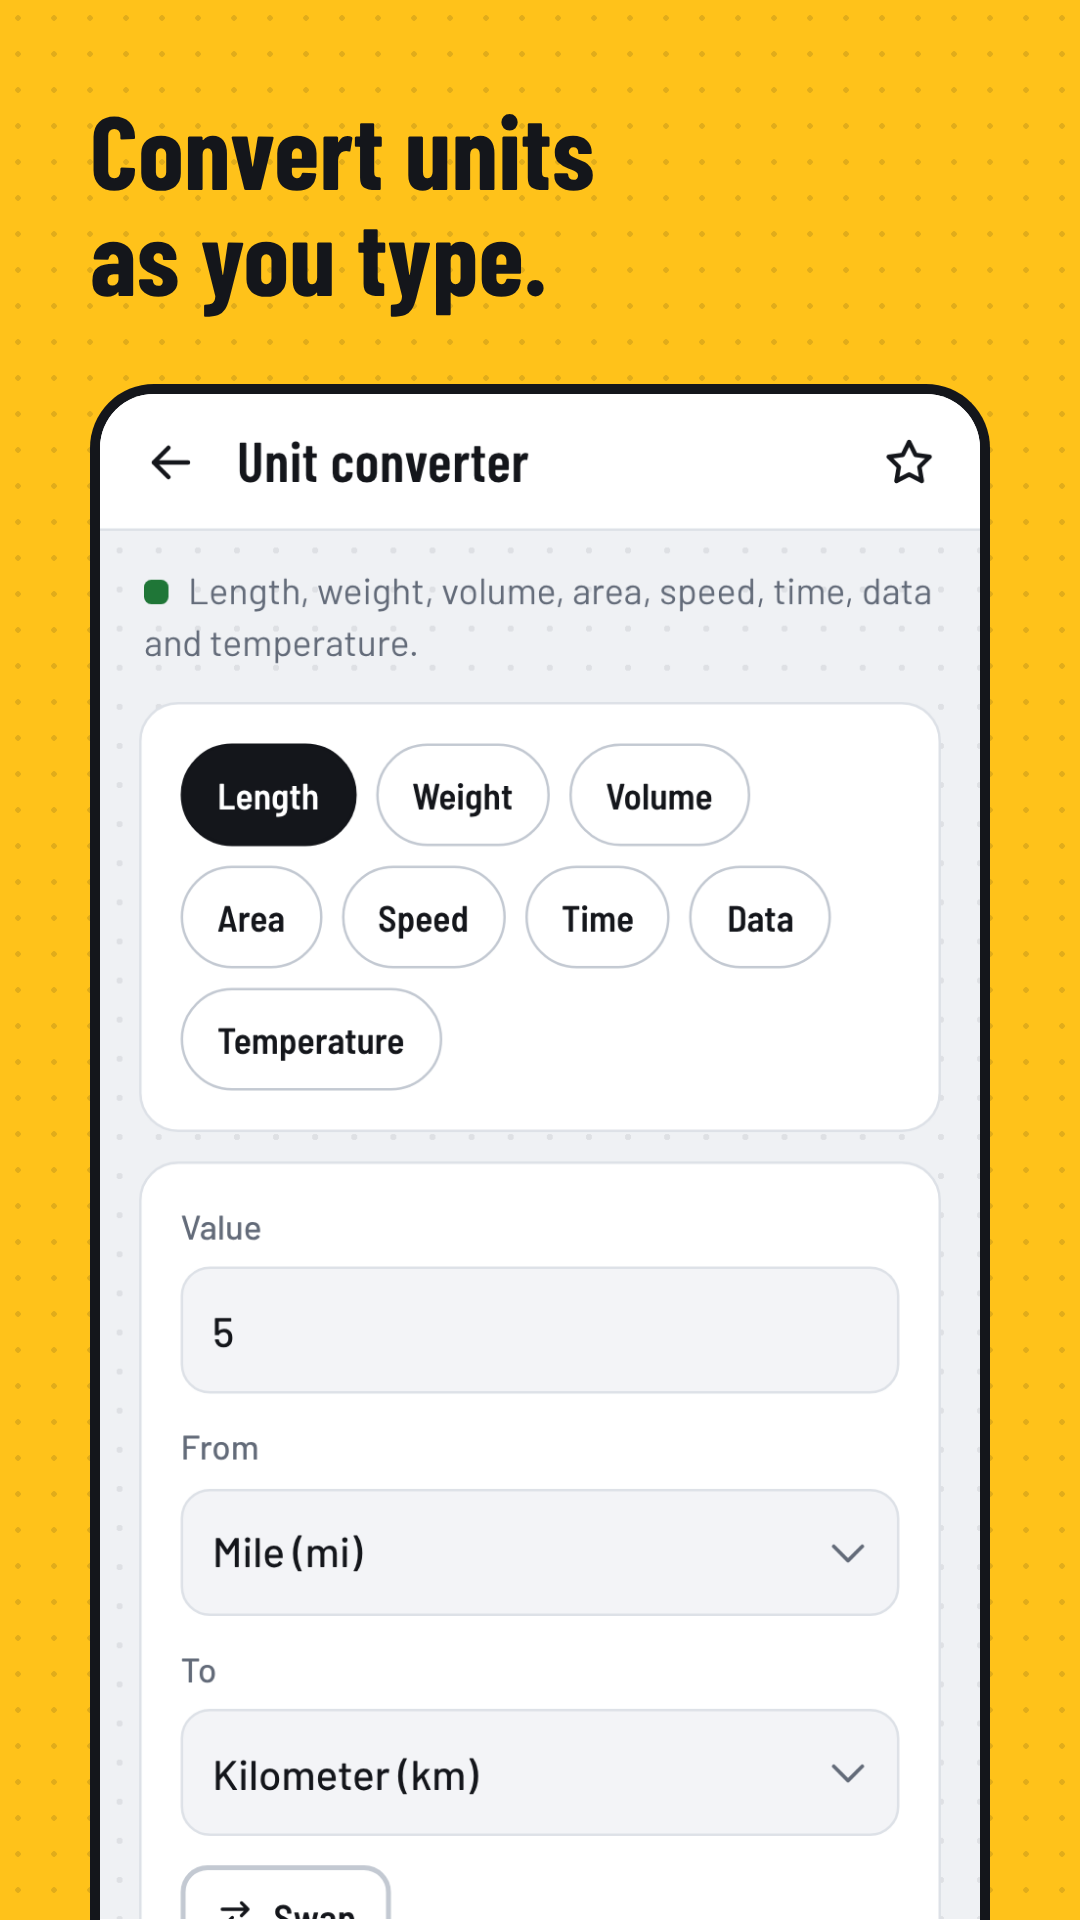 Convert units
as you type.
Unit converter
Length, weight, volume, area, speed, time, data
and temperature.
Length Weight Volume
Area Speed Time Data
Temperature
Value
5
From
Mile (mi)
To
Kilometer (km)
Swap